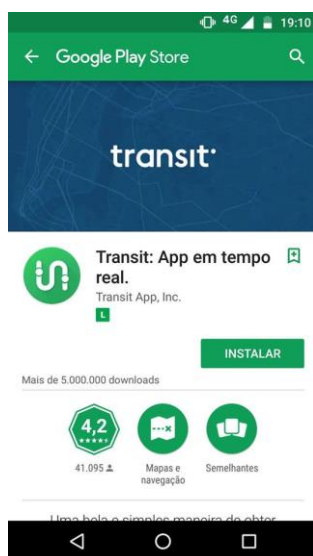 4G 19:10
Google Play Store
transit
Transit: App em tempo
real.
Transit App, Inc.
L
INSTALAR
Mais de 5.000.000 downloads
4,2
41.095
Mapas e
navegação
Semelhantes
Uma bela e simples maneira de obter